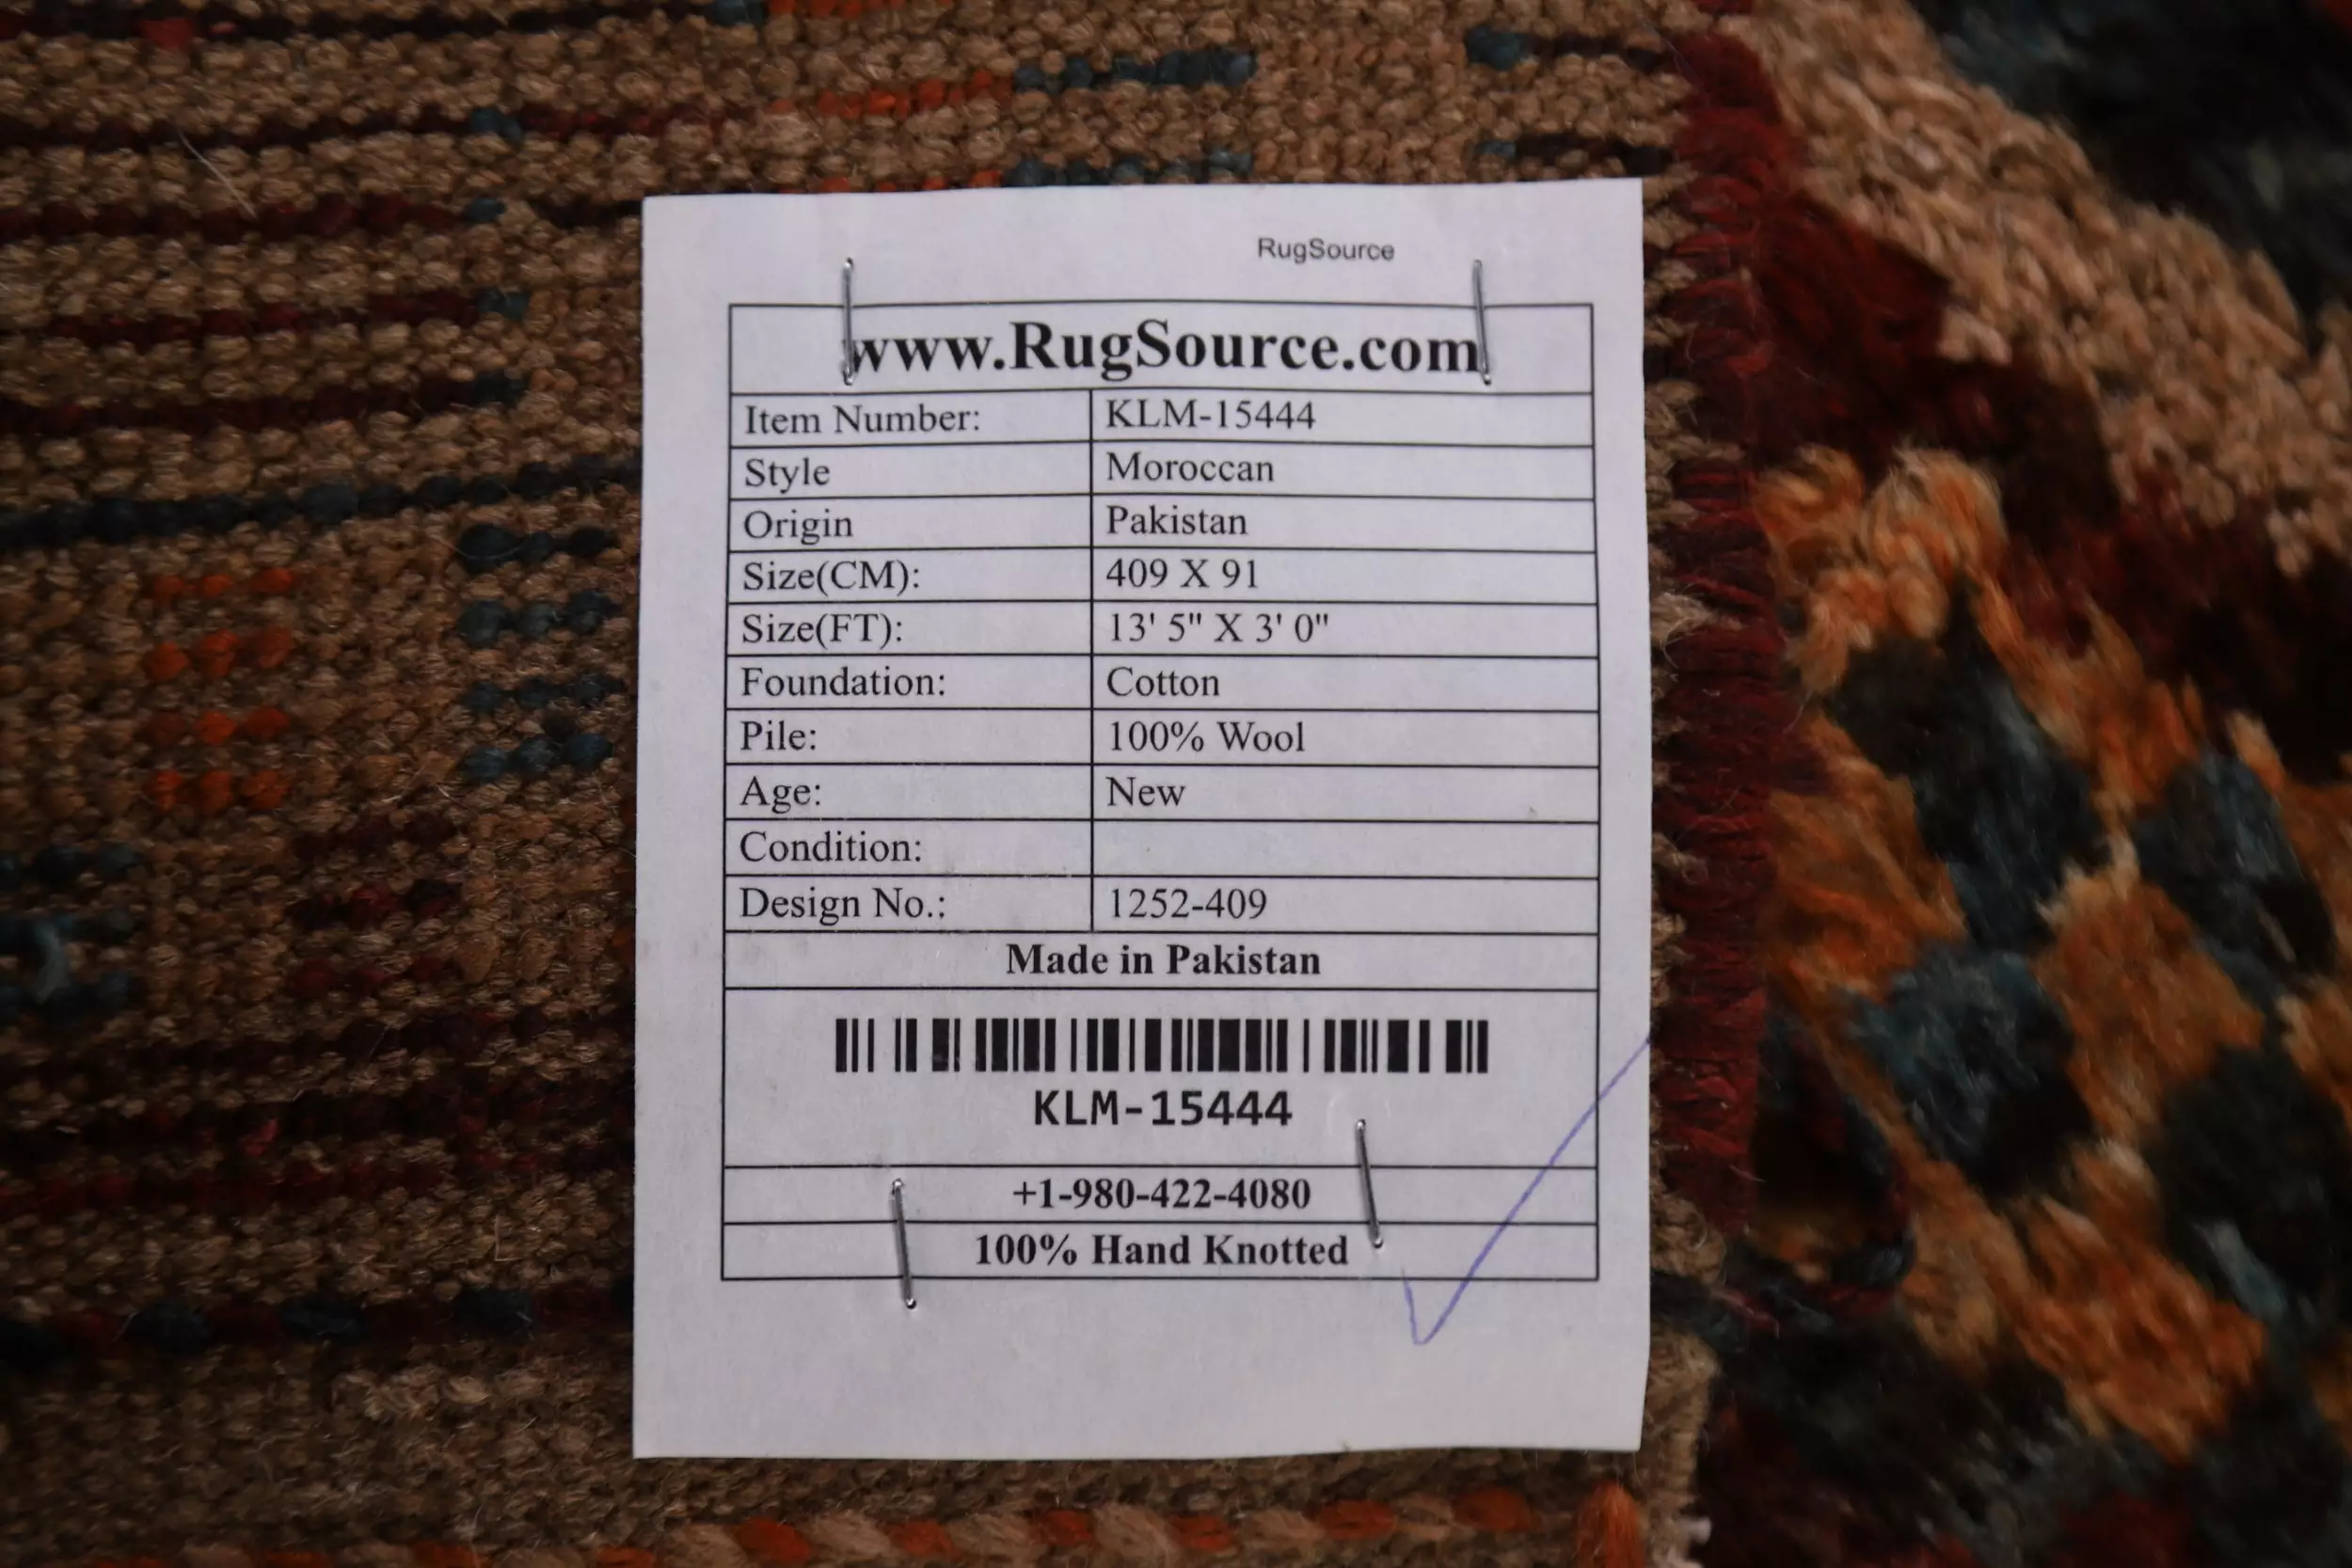 RugSource
www.RugSource.com
Item Number: KLM-15444
Style Moroccan
Origin Pakistan
Size(CM): 409 X 91
Size(FT): 13' 5" X 3' 0"
Foundation: Cotton
Pile: 100% Wool
Age: New
Condition:
Design No.: 1252-409
Made in Pakistan
KLM-15444
+1-980-422-4080
100% Hand Knotted